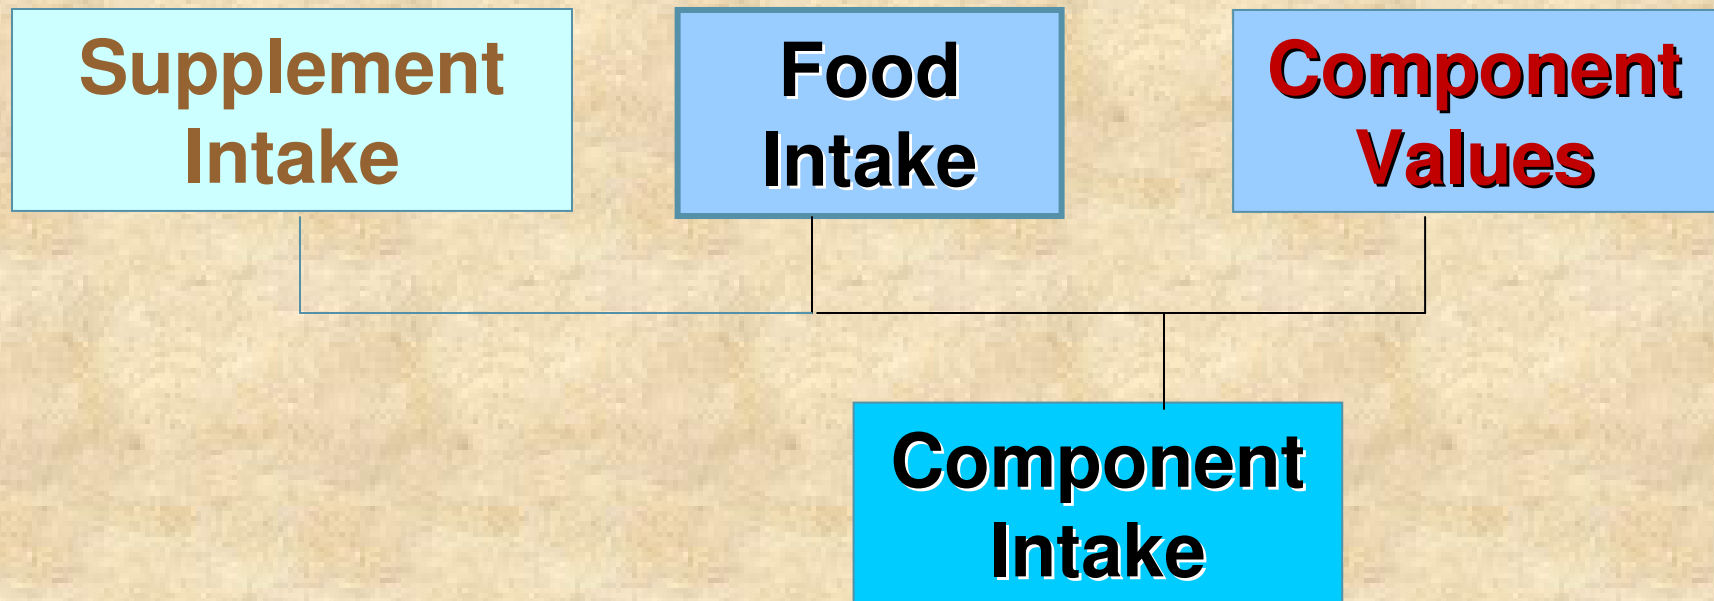 Supplement
Intake
Food
Intake
Component
Values
Component
Intake